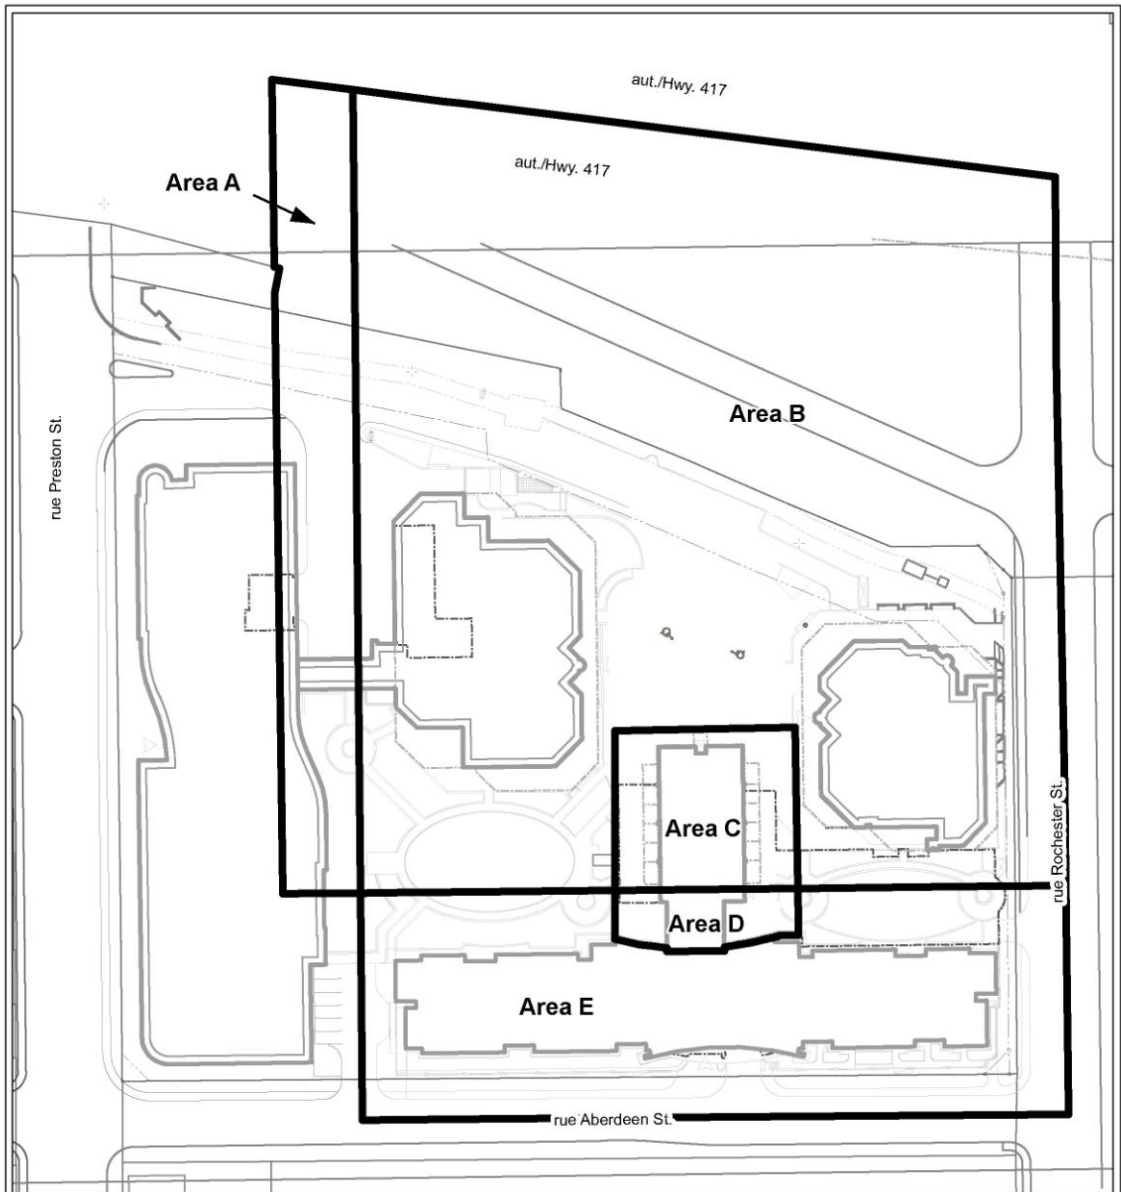 aut./Hwy. 417
aut./Hwy. 417
Area A
Area B
rue Preston St.
Area C
rue Rochester St.
Area D
Area E
rue Aberdeen St.